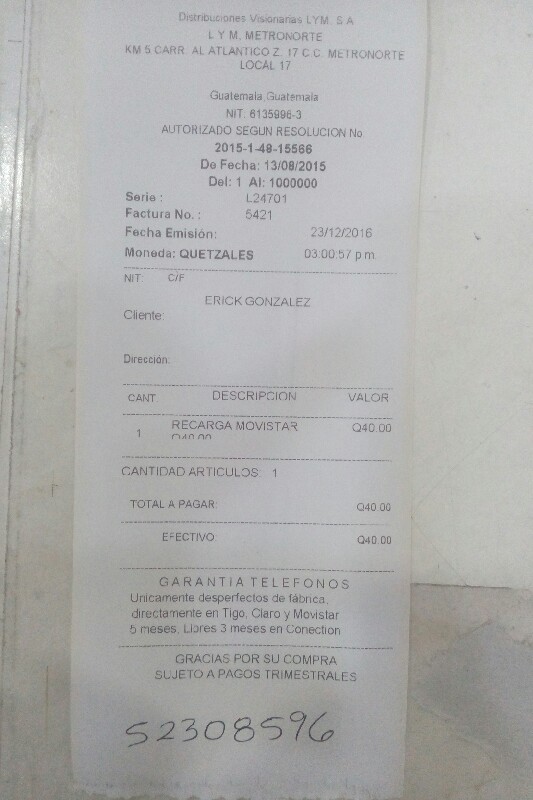 Distribuciones Visionarias LYM, S.A
L Y M, METRONORTE
KM 5 CARR. AL ATLANTICO Z. 17 C.C. METRONORTE
LOCAL 17
Guatemala,Guatemala
NIT: 6135996-3
AUTORIZADO SEGUN RESOLUCION No
2015-1-48-15566
De Fecha: 13/08/2015
Del: 1 Al: 1000000
Serie : L24701
Factura No. : 5421
Fecha Emisión: 23/12/2016
Moneda: QUETZALES 03:00:57 p.m.
NIT: C/F
ERICK GONZALEZ
Cliente:
Dirección:
CANT. DESCRIPCION VALOR
1 RECARGA MOVISTAR Q40.00
Q40.00
CANTIDAD ARTICULOS: 1
TOTAL A PAGAR: Q40.00
EFECTIVO: Q40.00
GARANTIA TELEFONOS
Unicamente desperfectos de fábrica,
directamente en Tigo, Claro y Movistar
6 meses, Libres 3 meses en Conection
GRACIAS POR SU COMPRA
SUJETO A PAGOS TRIMESTRALES
52308596